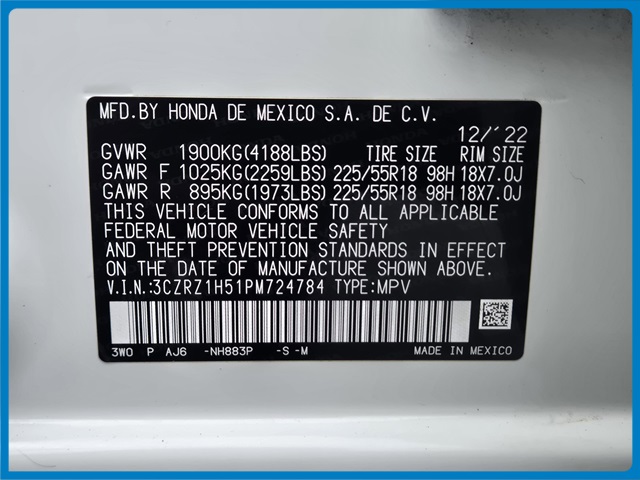 MFD.BY HONDA DE MEXICO S.A. DE C.V.
12/´22
GVWR 1900KG(4188LBS) TIRE SIZE RIM SIZE
GAWR F 1025KG(2259LBS) 225/55R18 98H 18X7.0J
GAWR R 895KG(1973LBS) 225/55R18 98H 18X7.0J
THIS VEHICLE CONFORMS TO ALL APPLICABLE
FEDERAL MOTOR VEHICLE SAFETY
AND THEFT PREVENTION STANDARDS IN EFFECT
ON THE DATE OF MANUFACTURE SHOWN ABOVE.
V.I.N.:3CZRZ1H51PM724784 TYPE:MPV
3W0 P AJ6 -NH883P -S -M MADE IN MEXICO